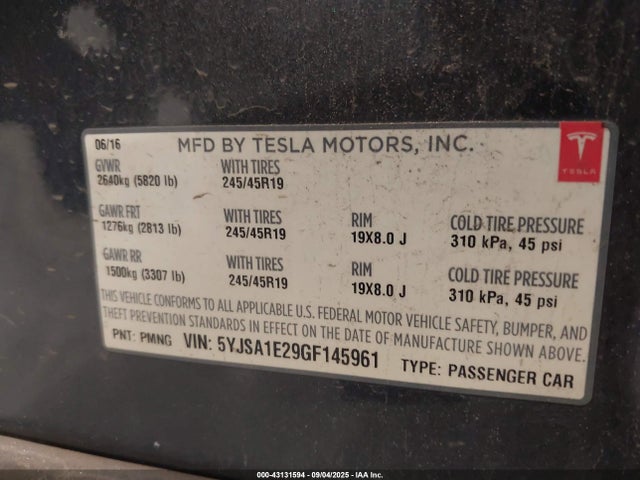 06/16 MFD BY TESLA MOTORS, INC.
TESLA
GVWR WITH TIRES
2640kg (5820 lb) 245/45R19
GAWR FRT WITH TIRES RIM COLD TIRE PRESSURE
1276kg (2813 lb) 245/45R19 19X8.0 J 310 kPa, 45 psi
GAWR RR WITH TIRES RIM COLD TIRE PRESSURE
1500kg (3307 lb) 245/45R19 19X8.0 J 310 kPa, 45 psi
THIS VEHICLE CONFORMS TO ALL APPLICABLE U.S. FEDERAL MOTOR VEHICLE SAFETY, BUMPER, AND
THEFT PREVENTION STANDARDS IN EFFECT ON THE DATE OF MANUFACTURE SHOWN ABOVE.
PNT: PMNG VIN: 5YJSA1E29GF145961 TYPE: PASSENGER CAR
000-43131594 - 09/04/2025 - IAA Inc.